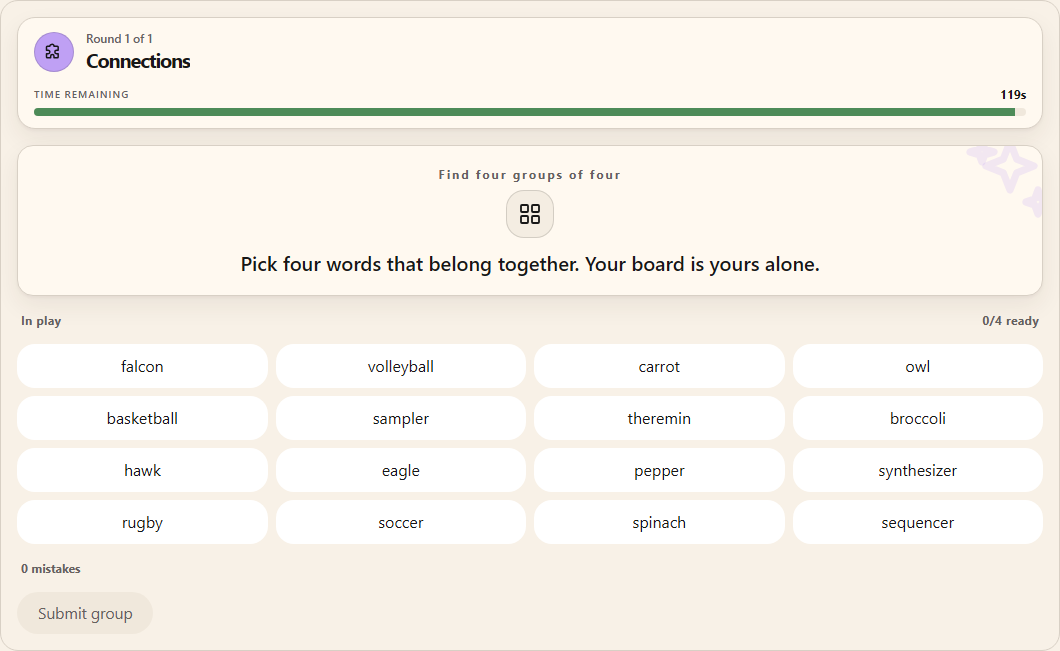 Round 1 of 1
Connections
TIME REMAINING
119s
Find four groups of four
Pick four words that belong together. Your board is yours alone.
In play
0/4 ready
falcon
volleyball
carrot
owl
basketball
sampler
theremin
broccoli
hawk
eagle
pepper
synthesizer
rugby
soccer
spinach
sequencer
0 mistakes
Submit group